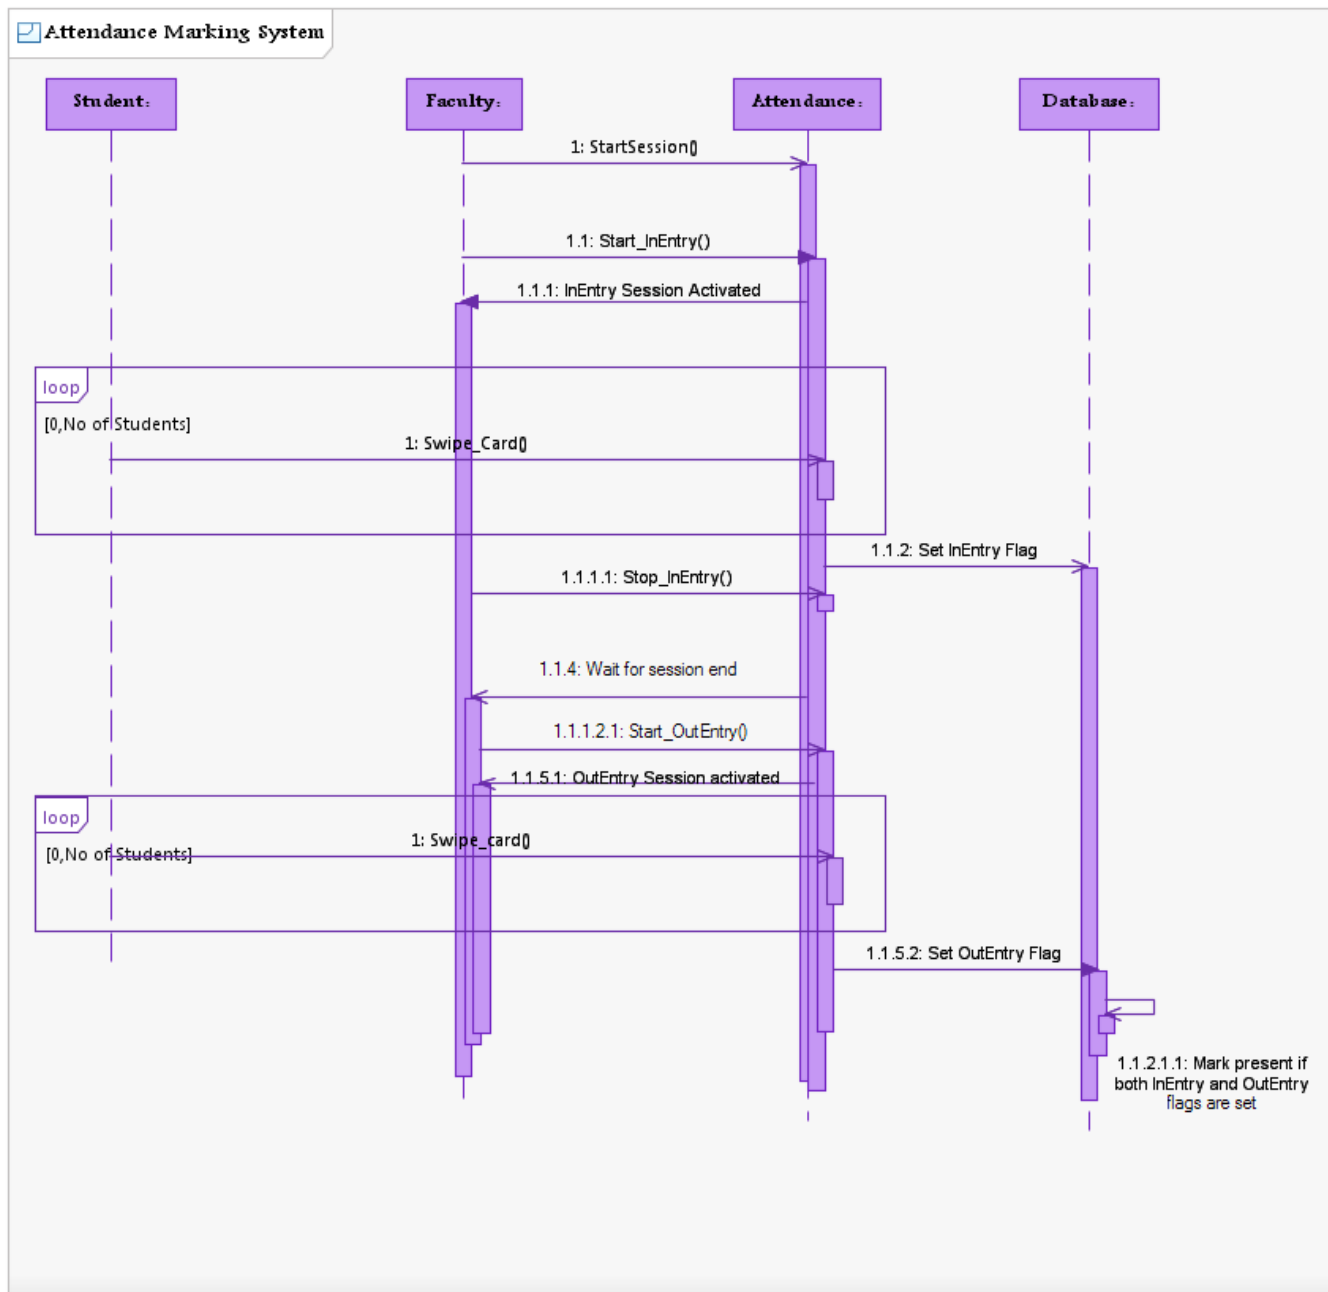 Attendance Marking System
Student:
Faculty:
Attendance:
Database:
1: StartSession()
1.1: Start_InEntry()
1.1.1: InEntry Session Activated
loop
[0,No of Students]
1: Swipe_Card()
1.1.2: Set InEntry Flag
1.1.1.1: Stop_InEntry()
1.1.4: Wait for session end
1.1.1.2.1: Start_OutEntry()
1.1.5.1: OutEntry Session activated
loop
1: Swipe_card()
[0,No of Students]
1.1.5.2: Set OutEntry Flag
1.1.2.1.1: Mark present if
both InEntry and OutEntry
flags are set